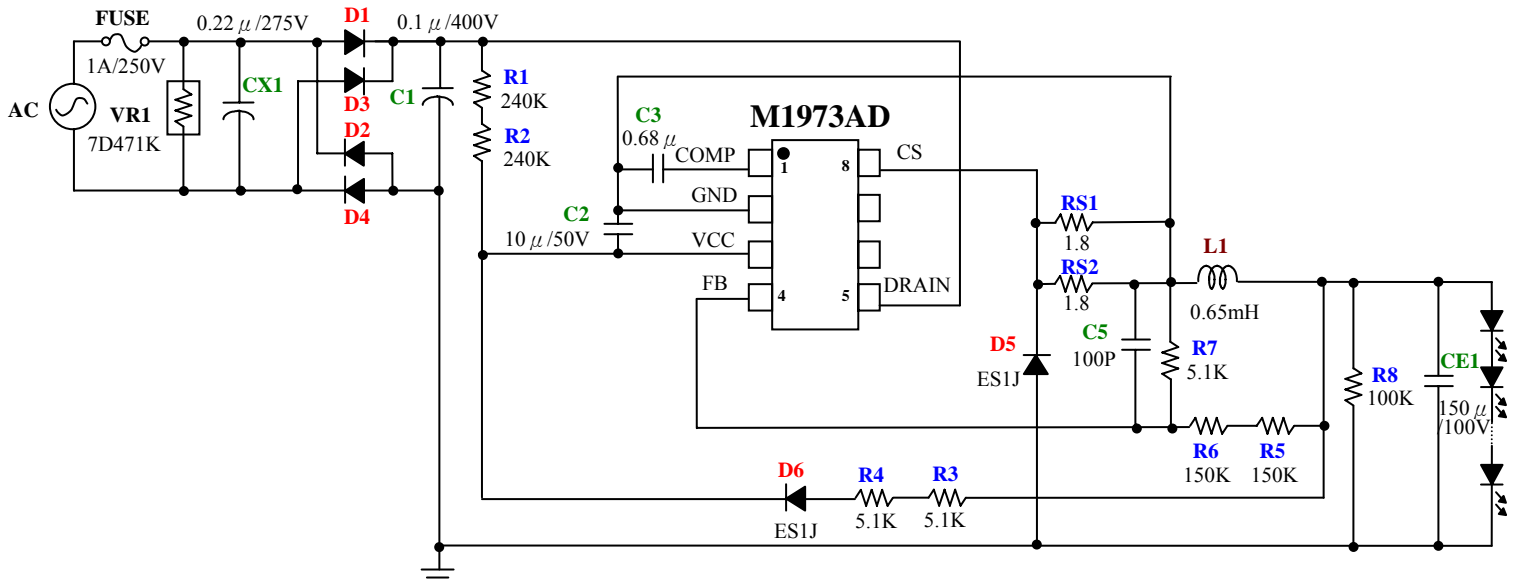 FUSE
1A/250V
AC
VR1
7D471K
0.22μ/275V
CX1
D1
D3
D2
D4
0.1μ/400V
C1
R1
240K
R2
240K
C3
0.68μ
C2
10μ/50V
M1973AD
COMP
GND
VCC
FB
1
4
8
5
CS
DRAIN
RS1
1.8
RS2
1.8
L1
0.65mH
D5
ES1J
C5
100P
R7
5.1K
R6
150K
R5
150K
R8
100K
CE1
150μ
/100V
D6
ES1J
R4
5.1K
R3
5.1K